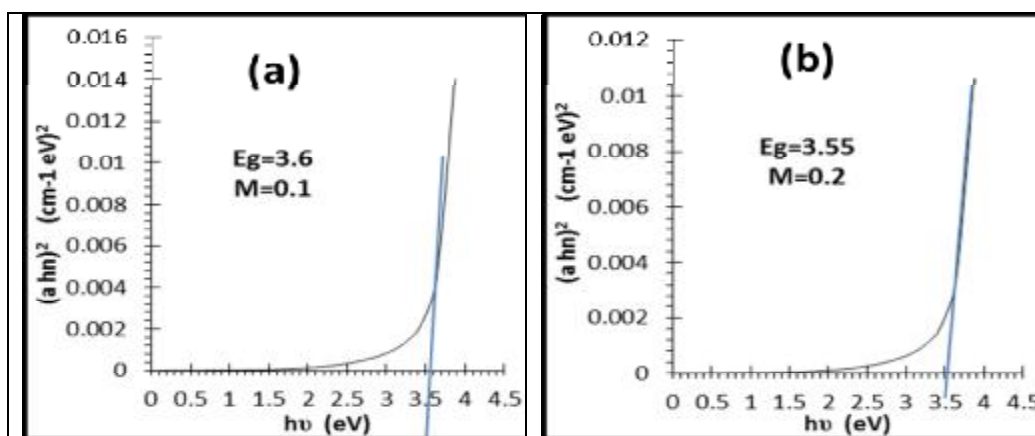 (a)
0.016
0.014
0.012
0.01
0.008
0.006
0.004
0.002
0
(a hn)² (cm-1 eV)²
Eg=3.6
M=0.1
0 0.5 1 1.5 2 2.5 3 3.5 4 4.5
hυ (eV)
(b)
0.012
0.01
0.008
0.006
0.004
0.002
0
(a hn)² (cm-1 eV)²
Eg=3.55
M=0.2
0 0.5 1 1.5 2 2.5 3 3.5 4 4.5
hυ (eV)